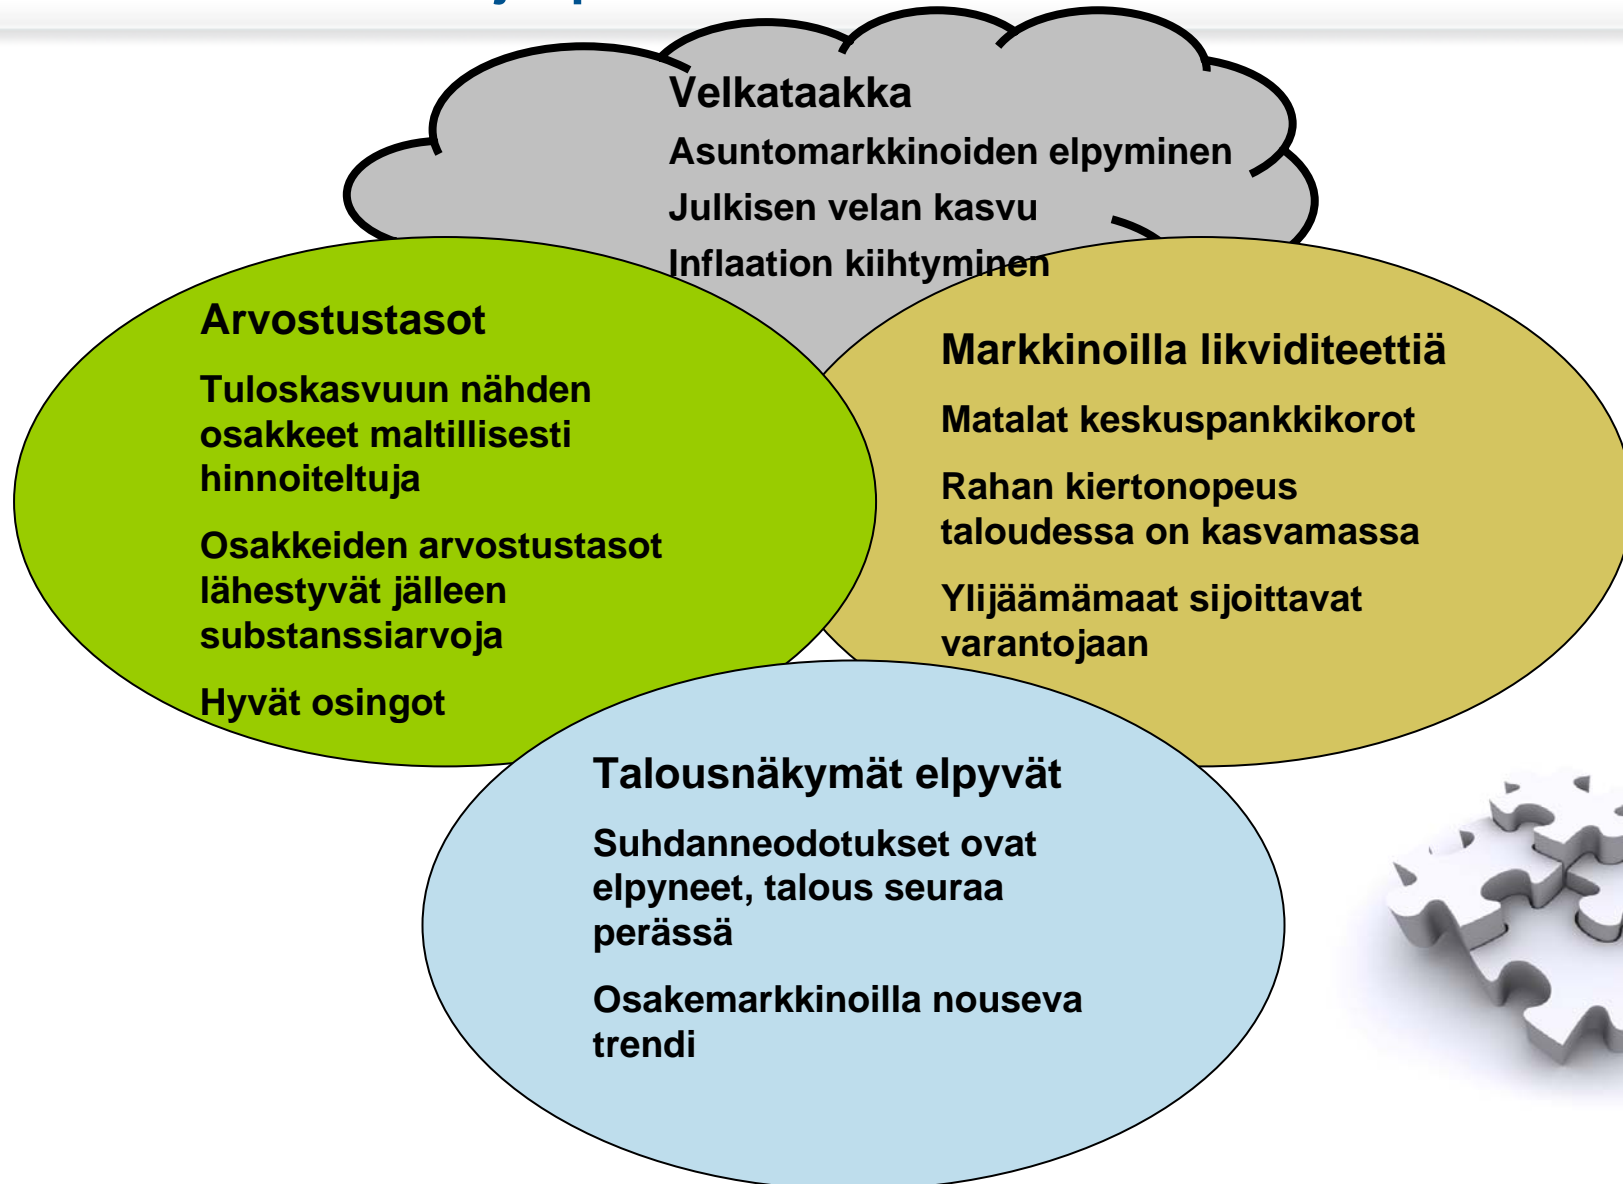 Velkataakka
Asuntomarkkinoiden elpyminen
Julkisen velan kasvu
Inflaation kiihtyminen
Arvostustasot
Tuloskasvuun nähden
osakkeet maltillisesti
hinnoiteltuja
Osakkeiden arvostustasot
lähestyvät jälleen
substanssiarvoja
Hyvät osingot
Markkinoilla likviditeettiä
Matalat keskuspankkikorot
Rahan kiertonopeus
taloudessa on kasvamassa
Ylijäämämaat sijoittavat
varantojaan
Talousnäkymät elpyvät
Suhdanneodotukset ovat
elpyneet, talous seuraa
perässä
Osakemarkkinoilla nouseva
trendi